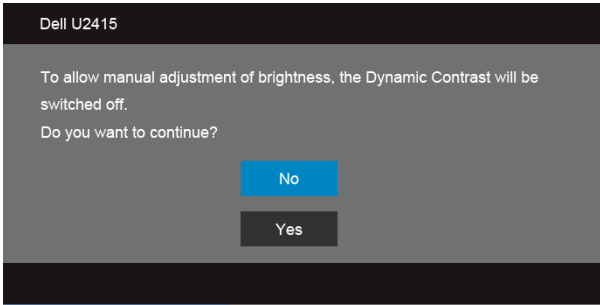 Dell U2415
To allow manual adjustment of brightness, the Dynamic Contrast will be
switched off.
Do you want to continue?
No
Yes